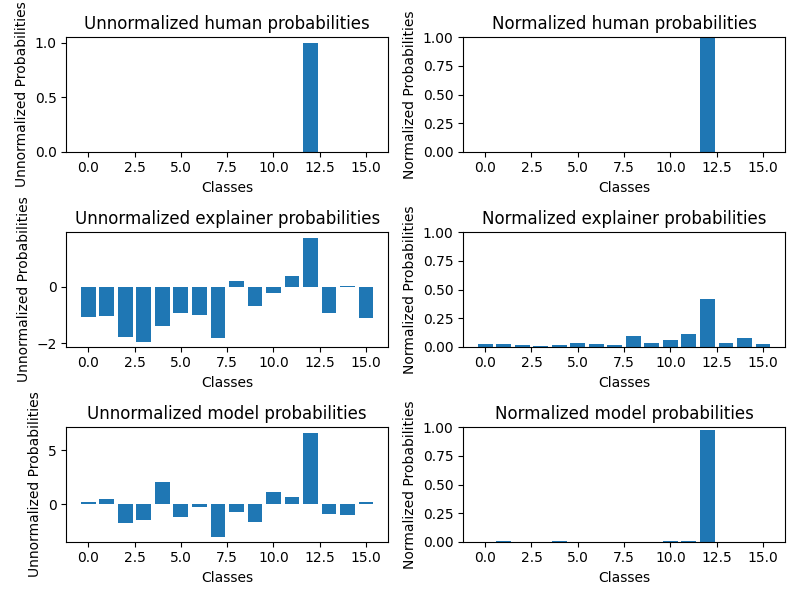 Unnormalized human probabilities
Unnormalized Probabilities
1.0
0.5
0.0
0.0 2.5 5.0 7.5 10.0 12.5 15.0
Classes
Normalized human probabilities
Normalized Probabilities
1.00
0.75
0.50
0.25
0.00
0.0 2.5 5.0 7.5 10.0 12.5 15.0
Classes
Unnormalized explainer probabilities
Unnormalized Probabilities
0
−2
0.0 2.5 5.0 7.5 10.0 12.5 15.0
Classes
Normalized explainer probabilities
Normalized Probabilities
1.00
0.75
0.50
0.25
0.00
0.0 2.5 5.0 7.5 10.0 12.5 15.0
Classes
Unnormalized model probabilities
Unnormalized Probabilities
5
0
0.0 2.5 5.0 7.5 10.0 12.5 15.0
Classes
Normalized model probabilities
Normalized Probabilities
1.00
0.75
0.50
0.25
0.00
0.0 2.5 5.0 7.5 10.0 12.5 15.0
Classes